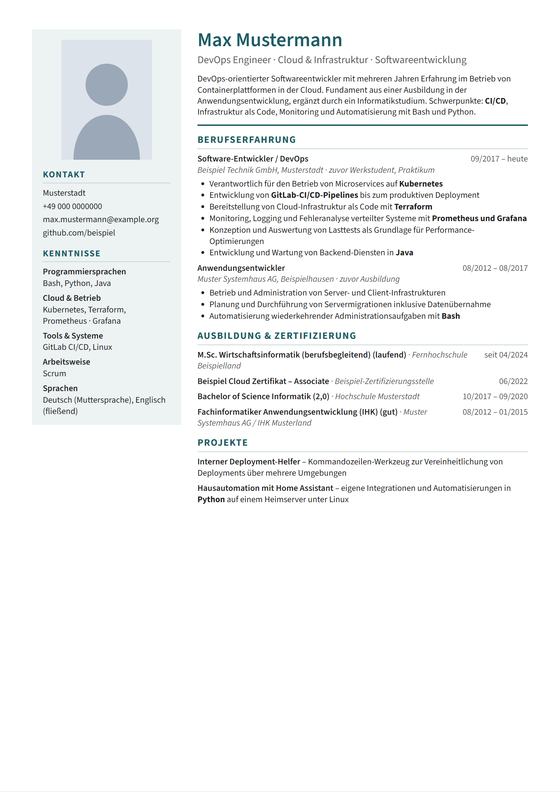 KONTAKT
Musterstadt
+49 000 0000000
max.mustermann@example.org
github.com/beispiel
KENNTNISSE
Programmiersprachen
Bash, Python, Java
Cloud & Betrieb
Kubernetes, Terraform,
Prometheus · Grafana
Tools & Systeme
GitLab CI/CD, Linux
Arbeitsweise
Scrum
Sprachen
Deutsch (Muttersprache), Englisch
(fließend)
Max Mustermann
DevOps Engineer · Cloud & Infrastruktur · Softwareentwicklung
DevOps-orientierter Softwareentwickler mit mehreren Jahren Erfahrung im Betrieb von
Containerplattformen in der Cloud. Fundament aus einer Ausbildung in der
Anwendungsentwicklung, ergänzt durch ein Informatikstudium. Schwerpunkte: CI/CD,
Infrastruktur als Code, Monitoring und Automatisierung mit Bash und Python.
BERUFSERFAHRUNG
Software-Entwickler / DevOps 09/2017 – heute
Beispiel Technik GmbH, Musterstadt · zuvor Werkstudent, Praktikum
• Verantwortlich für den Betrieb von Microservices auf Kubernetes
• Entwicklung von GitLab-CI/CD-Pipelines bis zum produktiven Deployment
• Bereitstellung von Cloud-Infrastruktur als Code mit Terraform
• Monitoring, Logging und Fehleranalyse verteilter Systeme mit Prometheus und Grafana
• Konzeption und Auswertung von Lasttests als Grundlage für Performance-
Optimierungen
• Entwicklung und Wartung von Backend-Diensten in Java
Anwendungsentwickler 08/2012 – 08/2017
Muster Systemhaus AG, Beispielhausen · zuvor Ausbildung
• Betrieb und Administration von Server- und Client-Infrastrukturen
• Planung und Durchführung von Servermigrationen inklusive Datenübernahme
• Automatisierung wiederkehrender Administrationsaufgaben mit Bash
AUSBILDUNG & ZERTIFIZIERUNG
M.Sc. Wirtschaftsinformatik (berufsbegleitend) (laufend) · Fernhochschule seit 04/2024
Beispielland
Beispiel Cloud Zertifikat – Associate · Beispiel-Zertifizierungsstelle 06/2022
Bachelor of Science Informatik (2,0) · Hochschule Musterstadt 10/2017 – 09/2020
Fachinformatiker Anwendungsentwicklung (IHK) (gut) · Muster 08/2012 – 01/2015
Systemhaus AG / IHK Musterland
PROJEKTE
Interner Deployment-Helfer – Kommandozeilen-Werkzeug zur Vereinheitlichung von
Deployments über mehrere Umgebungen
Hausautomation mit Home Assistant – eigene Integrationen und Automatisierungen in
Python auf einem Heimserver unter Linux